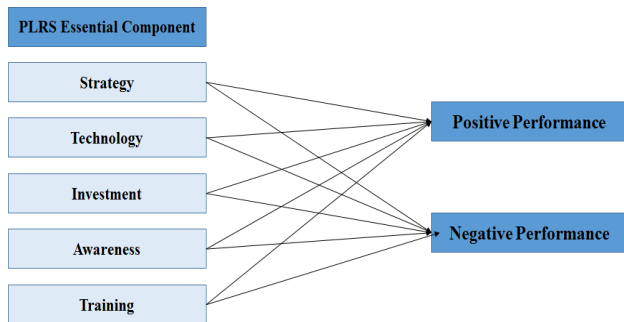 PLRS Essential Component
Strategy
Technology
Investment
Awareness
Training
Positive Performance
Negative Performance